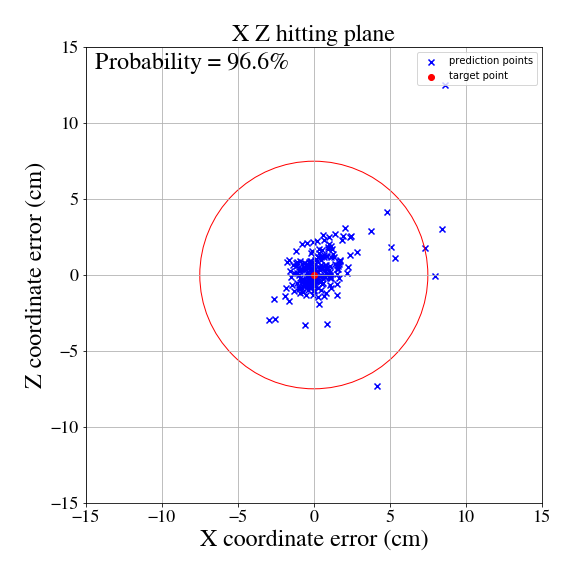 X Z hitting plane
Probability = 96.6%
prediction points
target point
Z coordinate error (cm)
15
10
5
0
−5
−10
−15
−15
−10
−5
0
5
10
15
X coordinate error (cm)